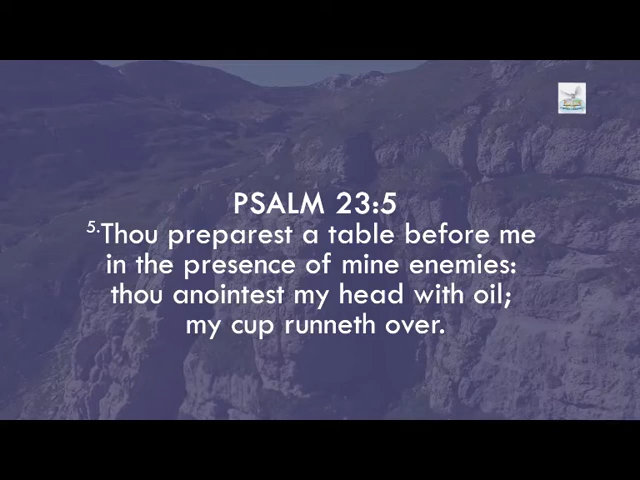 PSALM 23:5
5.Thou preparest a table before me
in the presence of mine enemies:
thou anointest my head with oil;
my cup runneth over.